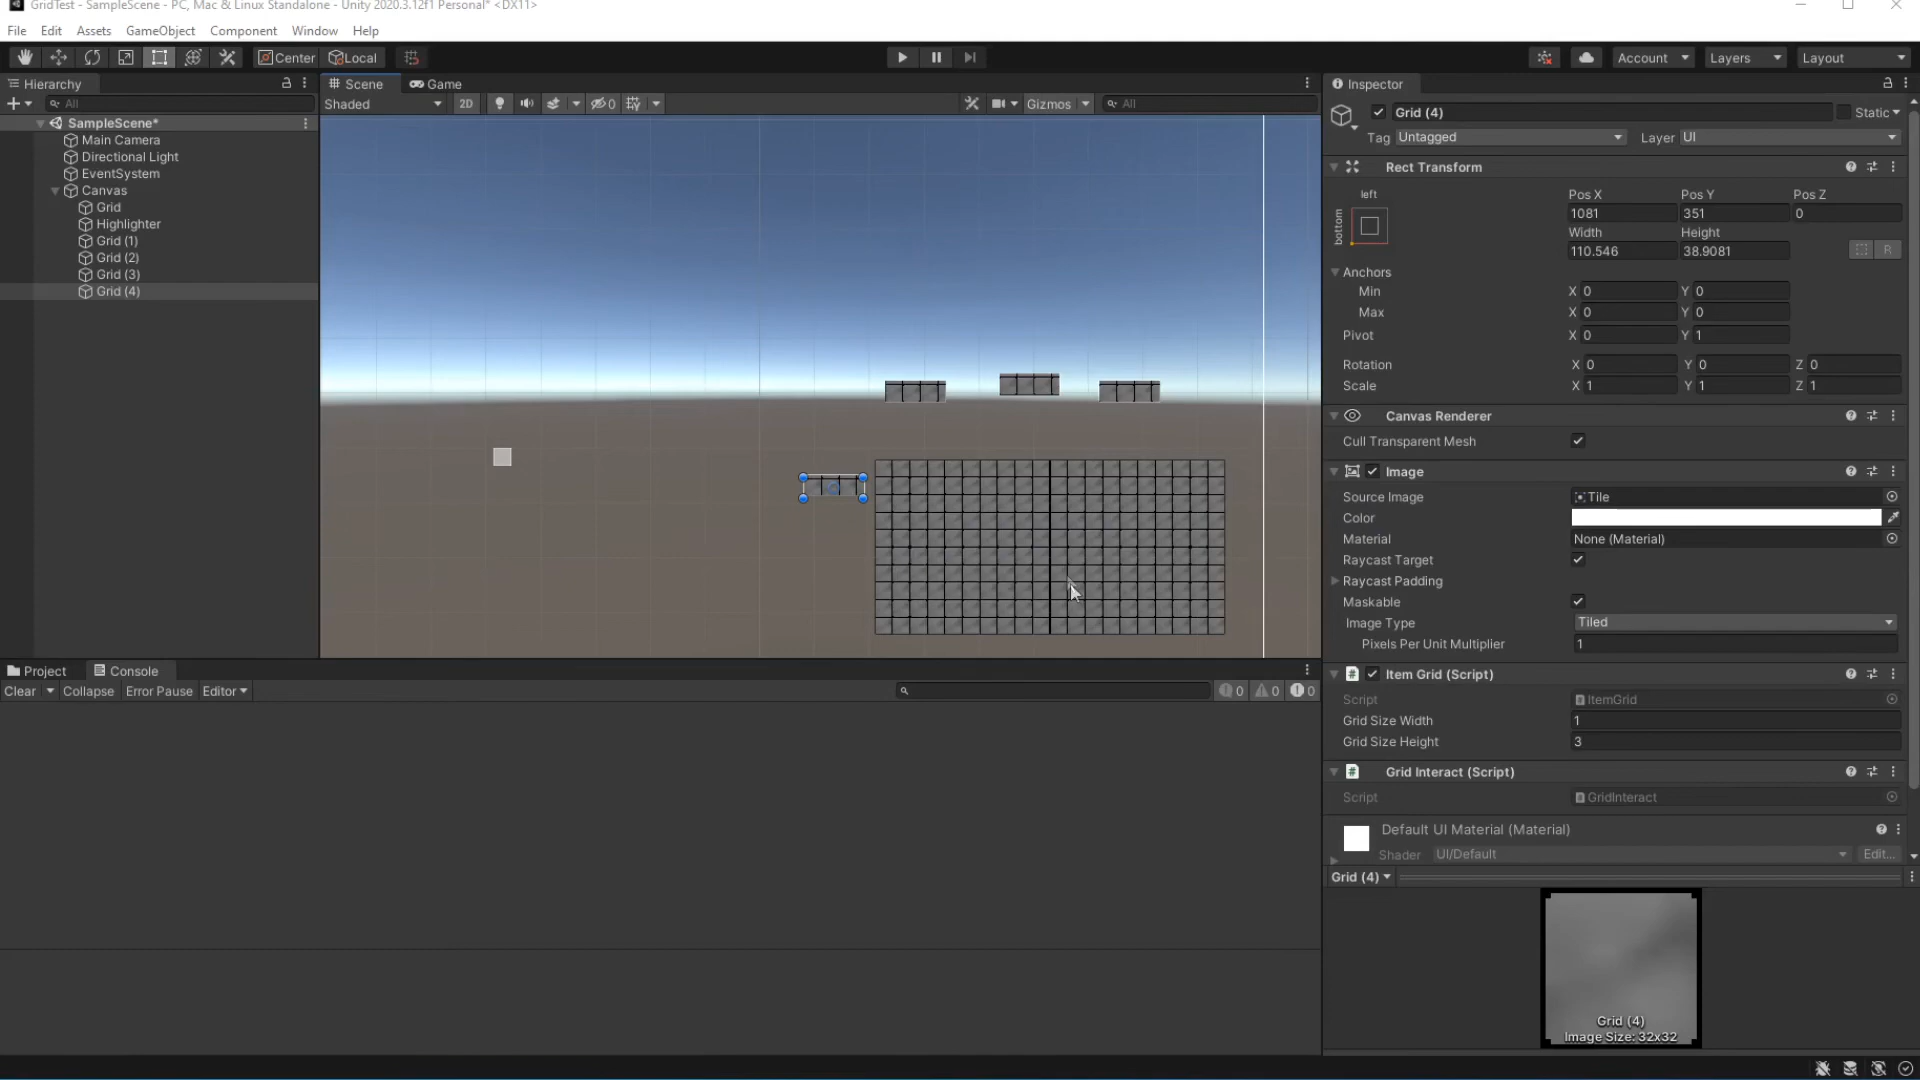 GridTest - SampleScene - PC, Mac & Linux Standalone - Unity 2020.3.12f1 Personal* <DX11>
File Edit Assets GameObject Component Window Help
Center Local Account Layers Layout
Hierarchy
All
SampleScene*
Main Camera
Directional Light
EventSystem
Canvas
Grid
Highlighter
Grid (1)
Grid (2)
Grid (3)
Grid (4)
Scene Game
Shaded 2D 0 Gizmos All
Project Console
Clear Collapse Error Pause Editor 0 0 0
Inspector
Grid (4) Static
Tag Untagged Layer UI
Rect Transform
left
bottom
Pos X Pos Y Pos Z
1081 351 0
Width Height
110.546 38.9081 R
Anchors
Min X 0 Y 0
Max X 0 Y 0
Pivot X 0 Y 1
Rotation X 0 Y 0 Z 0
Scale X 1 Y 1 Z 1
Canvas Renderer
Cull Transparent Mesh
Image
Source Image Tile
Color
Material None (Material)
Raycast Target
Raycast Padding
Maskable
Image Type Tiled
Pixels Per Unit Multiplier 1
Item Grid (Script)
Script ItemGrid
Grid Size Width 1
Grid Size Height 3
Grid Interact (Script)
Script GridInteract
Default UI Material (Material)
Shader UI/Default Edit...
Grid (4)
Grid (4)
Image Size: 32x32